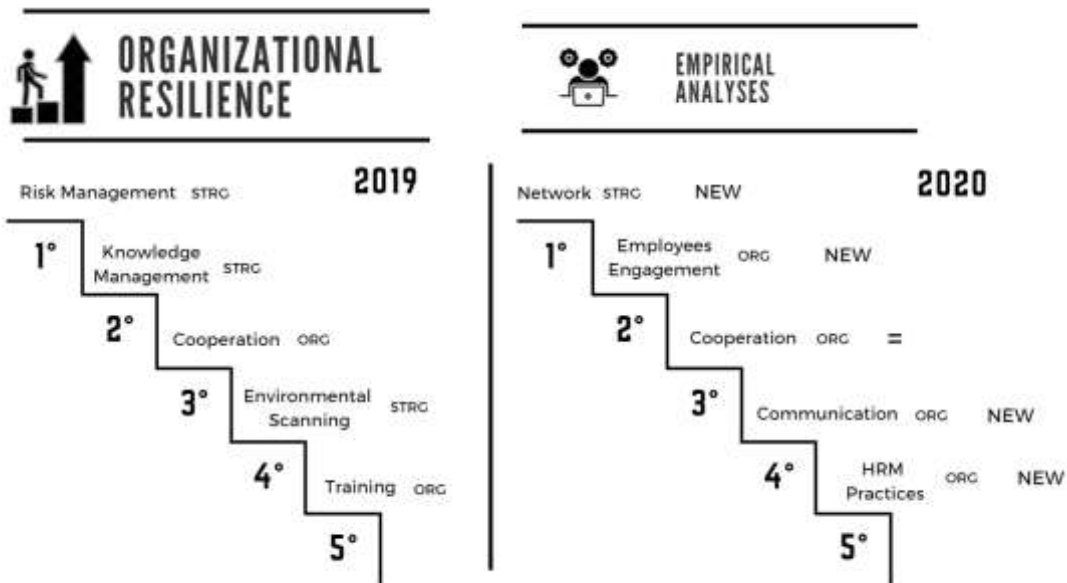 ORGANIZATIONAL
RESILIENCE
EMPIRICAL
ANALYSES
2019
Risk Management STRG
1°
Knowledge
Management STRG
2°
Cooperation ORG
3°
Environmental
Scanning STRG
4°
Training ORG
5°
2020
Network STRG NEW
1°
Employees
Engagement ORG NEW
2°
Cooperation ORG =
3°
Communication ORG NEW
4°
HRM
Practices ORG NEW
5°